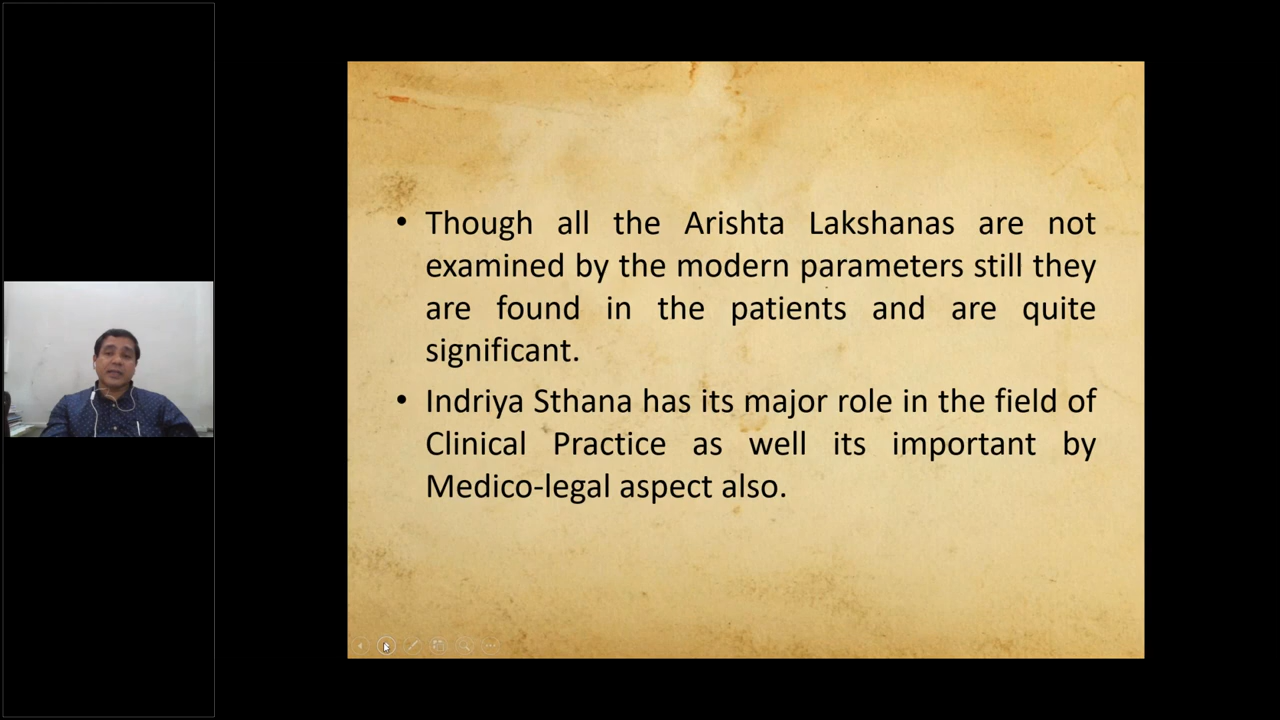 • Though all the Arishta Lakshanas are not
examined by the modern parameters still they
are found in the patients and are quite
significant.
• Indriya Sthana has its major role in the field of
Clinical Practice as well its important by
Medico-legal aspect also.